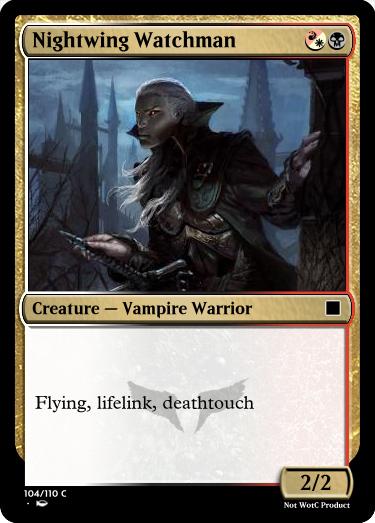 Nightwing Watchman
Creature — Vampire Warrior
Flying, lifelink, deathtouch
2/2
104/110 C
Not WotC Product